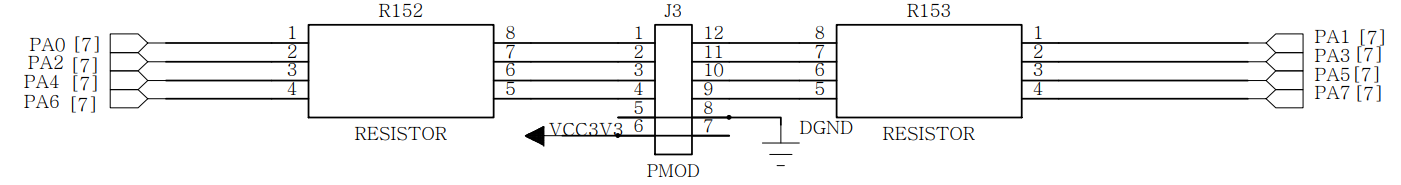 R152 J3 R153
1 8 1 12 8 1
PA0 [7] 2 7 2 11 7 2 PA1 [7]
PA2 [7] 3 6 3 10 6 3 PA3 [7]
PA4 [7] 4 5 4 9 5 4 PA5 [7]
PA6 [7] 5 8 PA7 [7]
VCC3V3 6 7 DGND
RESISTOR RESISTOR
PMOD